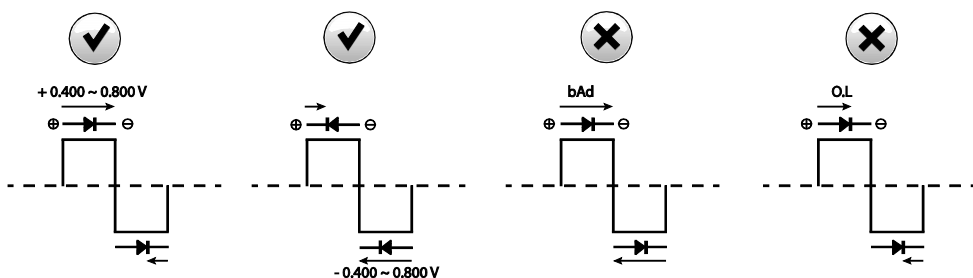 + 0.400 ~ 0.800 V
bAd
O.L
⊕ ⊖
⊕ ⊖
⊕ ⊖
⊕ ⊖
- 0.400 ~ 0.800 V